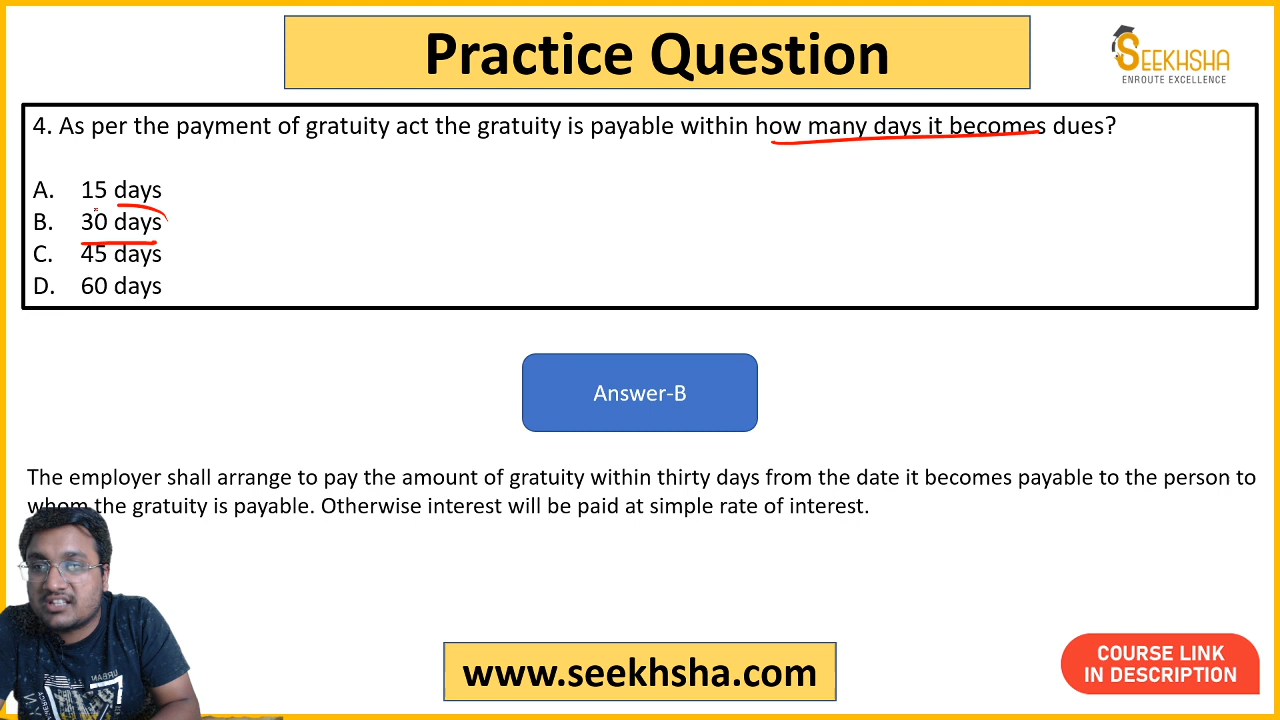 Practice Question
SEEKHSHA
ENROUTE EXCELLENCE
4. As per the payment of gratuity act the gratuity is payable within how many days it becomes dues?
A. 15 days
B. 30 days
C. 45 days
D. 60 days
Answer-B
The employer shall arrange to pay the amount of gratuity within thirty days from the date it becomes payable to the person to
whom the gratuity is payable. Otherwise interest will be paid at simple rate of interest.
www.seekhsha.com
COURSE LINK
IN DESCRIPTION